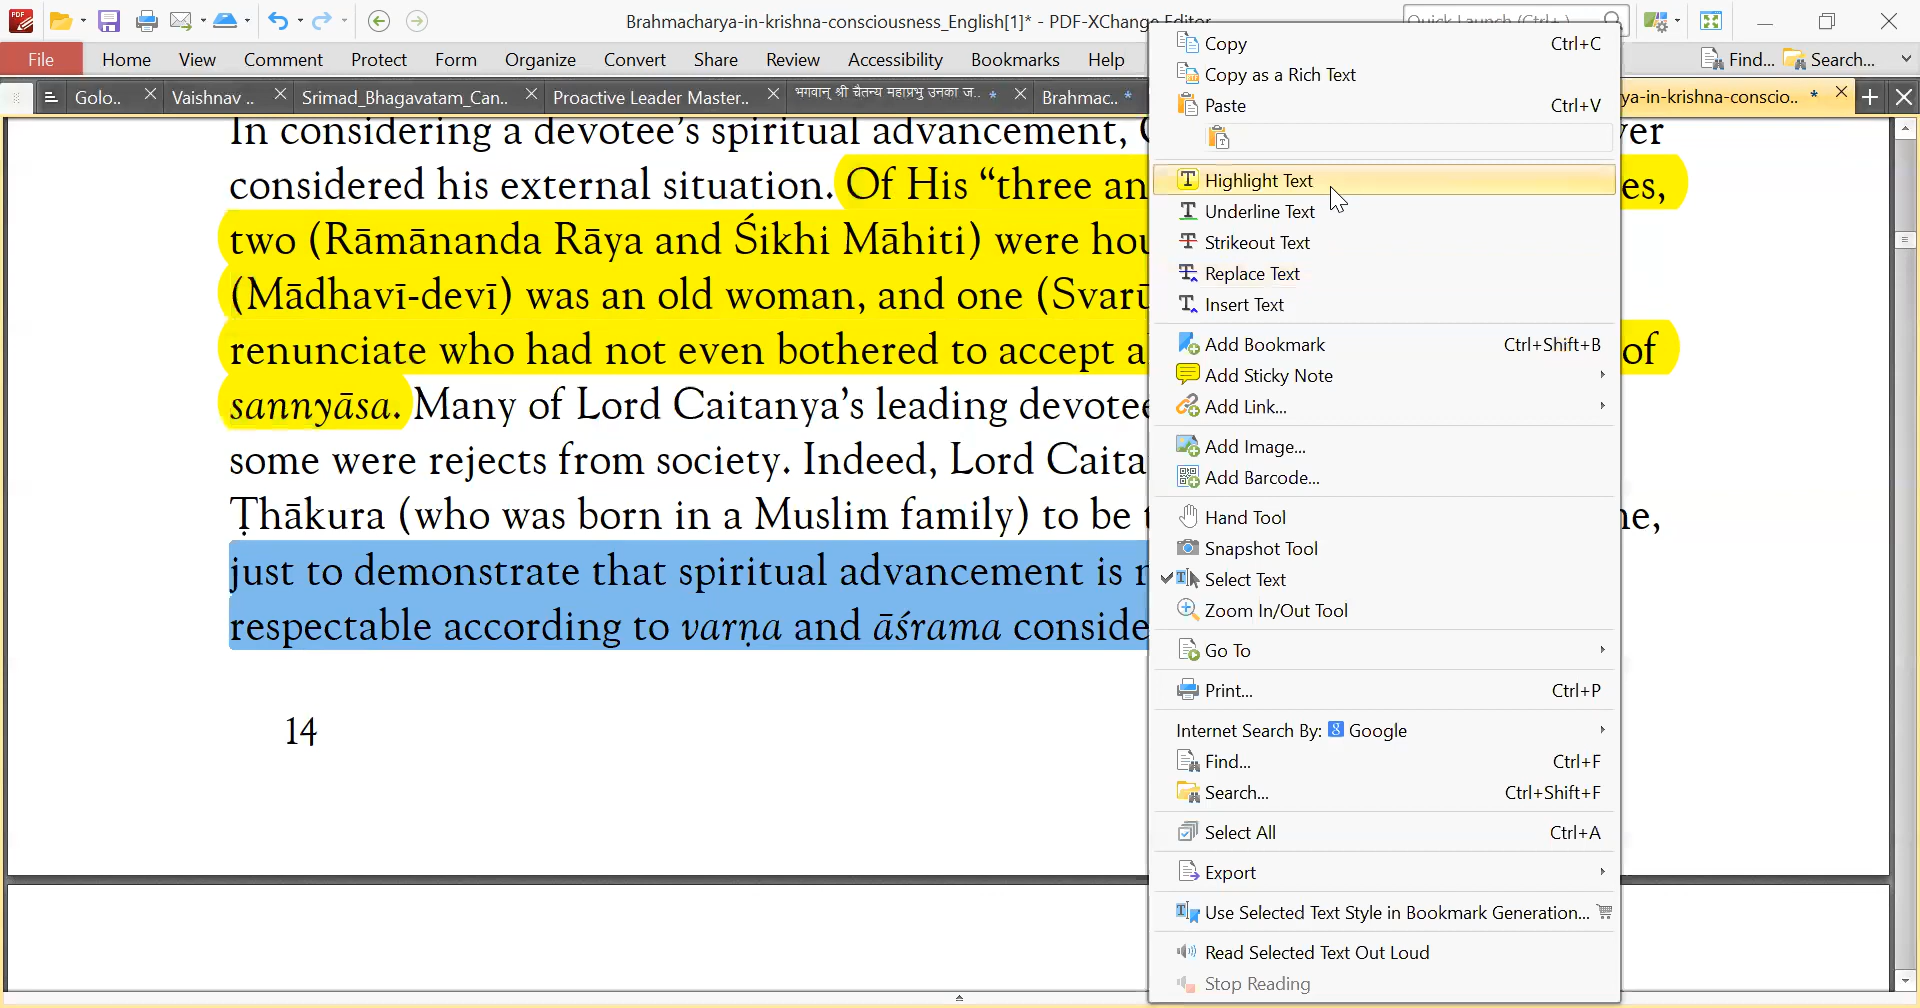 Brahmacharya-in-krishna-consciousness_English[1]* - PDF-XChange Editor
File Home View Comment Protect Form Organize Convert Share Review Accessibility Bookmarks Help Find... Search...
Golo.. Vaishnav .. Srimad_Bhagavatam_Can.. Proactive Leader Master.. भगवान् श्री चैतन्य महाप्रभु उनका ज.. * Brahmac.. * ya-in-krishna-conscio.. *
In considering a devotee's spiritual advancement,
considered his external situation. Of His “three an es,
two (Rāmānanda Rāya and Śikhi Māhiti) were hou
(Mādhavī-devī) was an old woman, and one (Svarū
renunciate who had not even bothered to accept a of
sannyāsa. Many of Lord Caitanya's leading devotee
some were rejects from society. Indeed, Lord Caita
Ṭhākura (who was born in a Muslim family) to be t ne,
just to demonstrate that spiritual advancement is n
respectable according to varṇa and āśrama conside
14
Copy Ctrl+C
Copy as a Rich Text
Paste Ctrl+V
Highlight Text
Underline Text
Strikeout Text
Replace Text
Insert Text
Add Bookmark Ctrl+Shift+B
Add Sticky Note
Add Link...
Add Image...
Add Barcode...
Hand Tool
Snapshot Tool
Select Text
Zoom In/Out Tool
Go To
Print... Ctrl+P
Internet Search By: Google
Find... Ctrl+F
Search... Ctrl+Shift+F
Select All Ctrl+A
Export
Use Selected Text Style in Bookmark Generation...
Read Selected Text Out Loud
Stop Reading